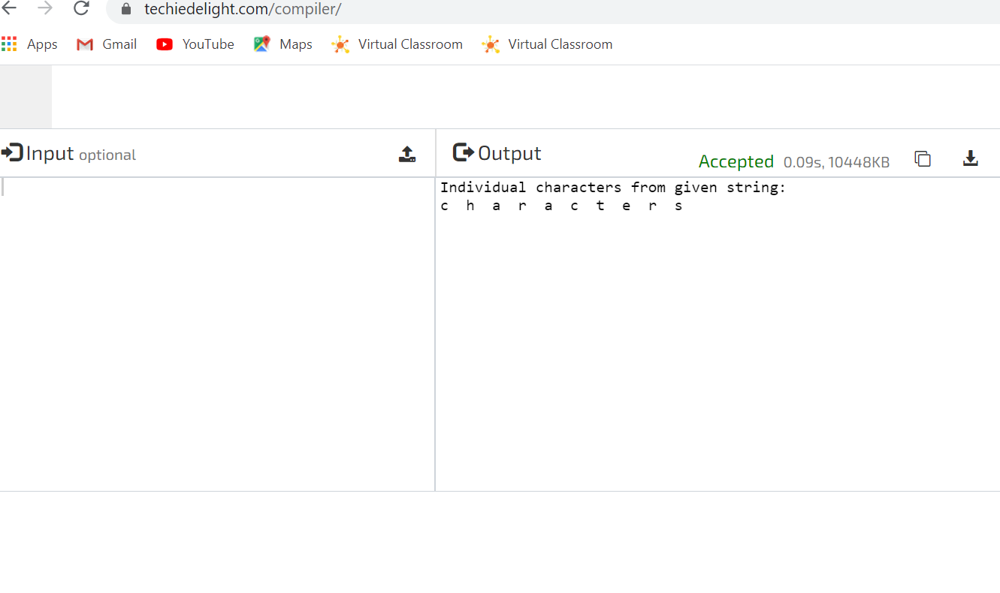 techiedelight.com/compiler/
Apps Gmail YouTube Maps Virtual Classroom Virtual Classroom
Input optional
Output Accepted 0.09s, 10448KB
Individual characters from given string:
c h a r a c t e r s